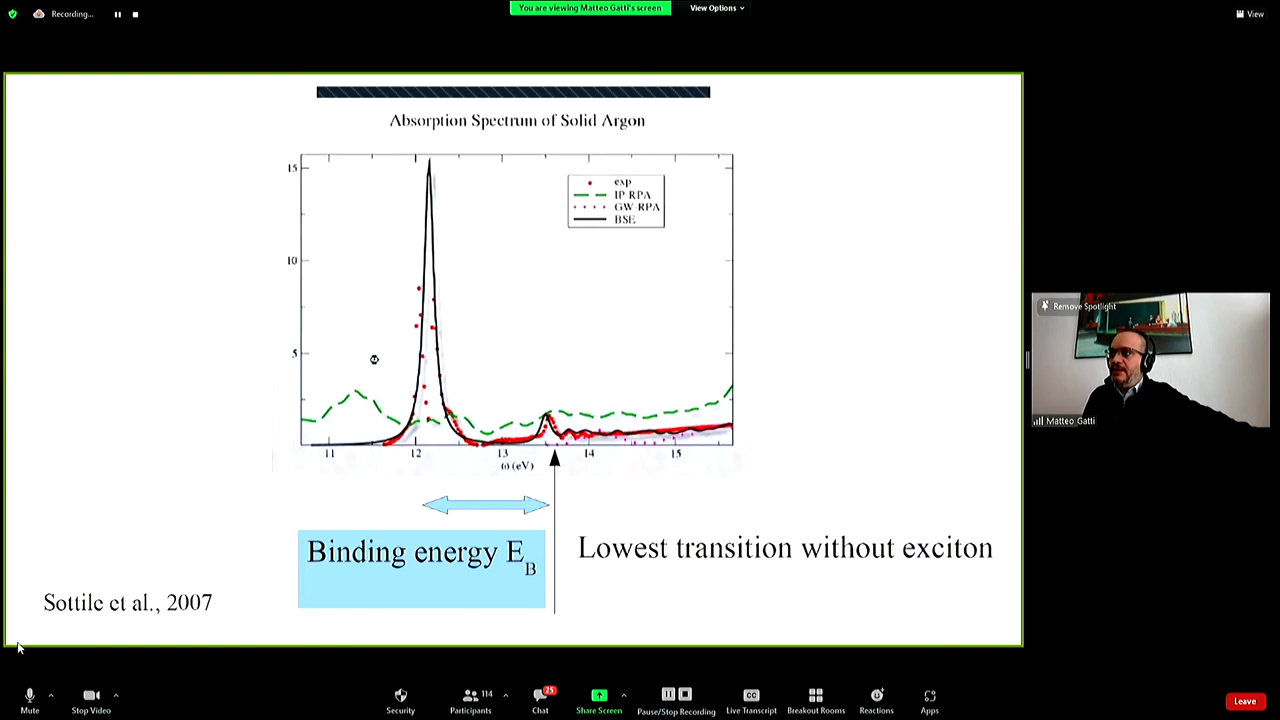 Recording...
You are viewing Matteo Gatti's screen
View Options
View
Absorption Spectrum of Solid Argon
15
10
5
exp
IP-RPA
GW-RPA
BSE
11
12
13
14
15
ω (eV)
Binding energy E_B
Lowest transition without exciton
Sottile et al., 2007
Remove Spotlight
Matteo Gatti
Mute
Stop Video
Security
114
Participants
25
Chat
Share Screen
Pause/Stop Recording
CC
Live Transcript
Breakout Rooms
Reactions
Apps
Leave